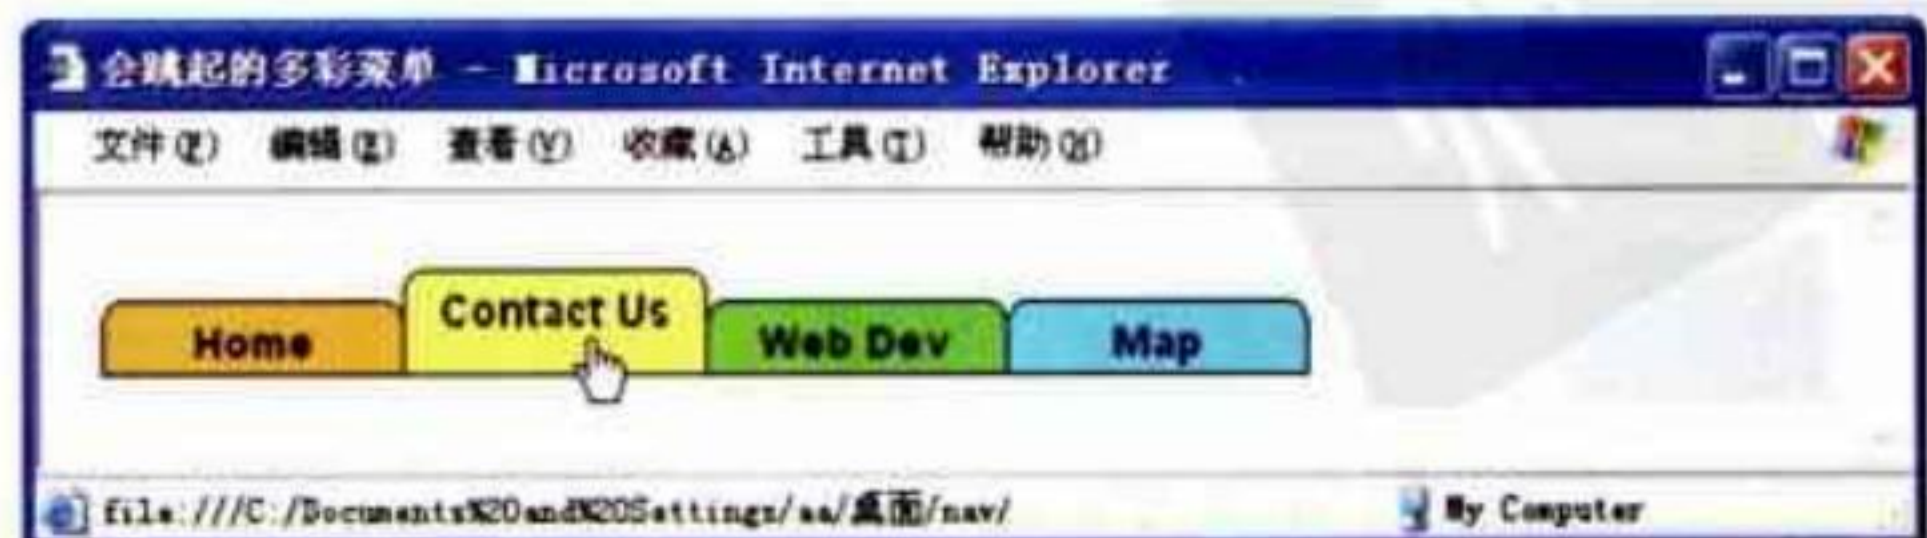 会跳起的多彩菜单 - Microsoft Internet Explorer
文件(F) 编辑(E) 查看(V) 收藏(A) 工具(T) 帮助(H)
Home Contact Us Web Dev Map
file:///C:/Documents%20and%20Settings/aa/桌面/nav/ My Computer